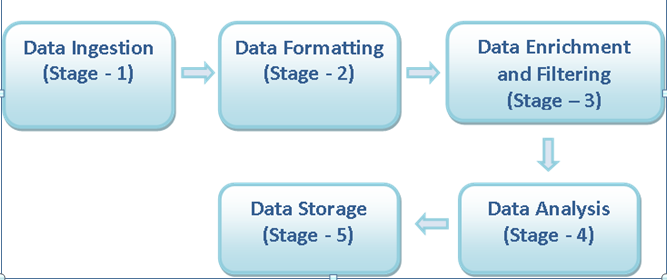 Data Ingestion
(Stage - 1)
Data Formatting
(Stage - 2)
Data Enrichment
and Filtering
(Stage – 3)
Data Analysis
(Stage - 4)
Data Storage
(Stage - 5)